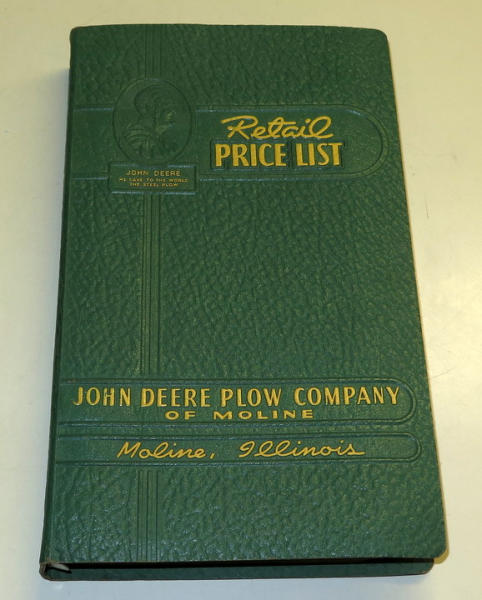 Retail
PRICE LIST
JOHN DEERE
HE GAVE TO THE WORLD
THE STEEL PLOW
JOHN DEERE PLOW COMPANY
OF MOLINE
Moline, Illinois